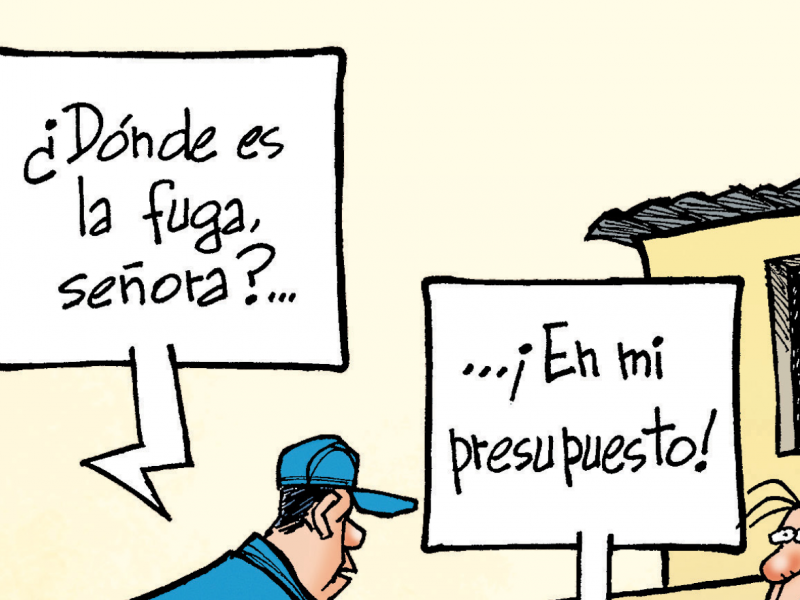 ¿Dónde es
la fuga,
señora?...
...¡En mi
presupuesto!